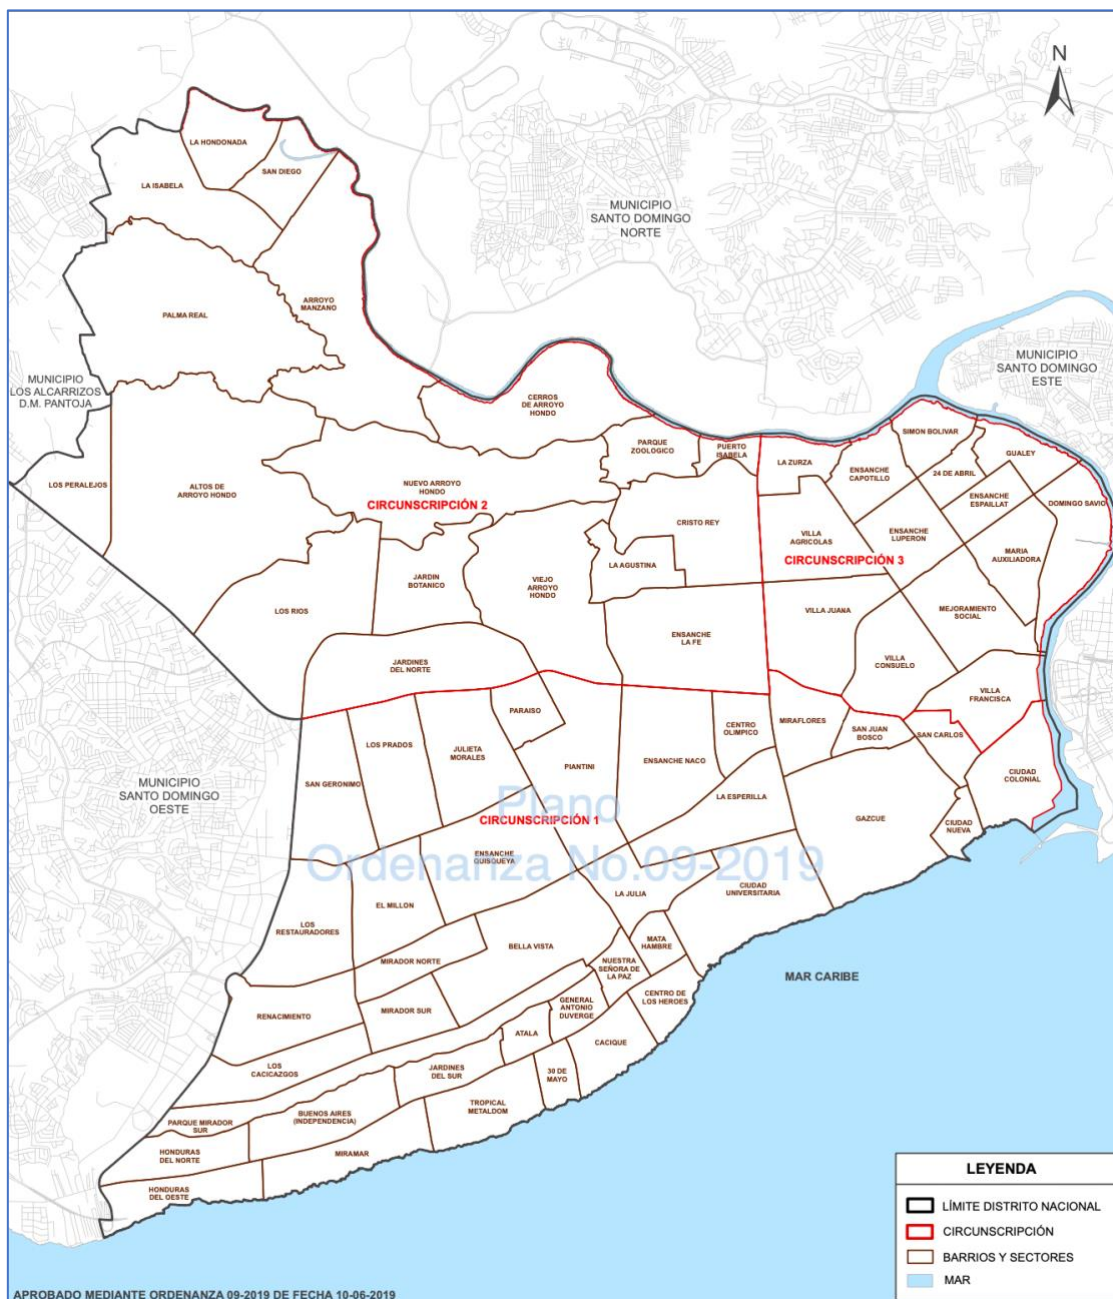 N
LA HONDONADA
SAN DIEGO
LA ISABELA
MUNICIPIO
SANTO DOMINGO
NORTE
ARROYO
MANZANO
PALMA REAL
MUNICIPIO
SANTO DOMINGO
ESTE
MUNICIPIO
LOS ALCARRIZOS
D.M. PANTOJA
CERROS
DE ARROYO
HONDO
SIMON BOLIVAR
PARQUE
ZOOLOGICO
PUERTO
ISABELA
LA ZURZA
ENSANCHE
CAPOTILLO
24 DE ABRIL
GUALEY
LOS PERALEJOS
ALTOS DE
ARROYO HONDO
NUEVO ARROYO
HONDO
CIRCUNSCRIPCIÓN 2
ENSANCHE
ESPAILLAT
DOMINGO SAVIO
CRISTO REY
VILLA
AGRICOLAS
ENSANCHE
LUPERON
CIRCUNSCRIPCIÓN 3
MARIA
AUXILIADORA
LA AGUSTINA
JARDIN
BOTANICO
VIEJO
ARROYO
HONDO
LOS RIOS
VILLA JUANA
MEJORAMIENTO
SOCIAL
ENSANCHE
LA FE
JARDINES
DEL NORTE
VILLA
CONSUELO
VILLA
FRANCISCA
PARAISO
LOS PRADOS
JULIETA
MORALES
CENTRO
OLIMPICO
MIRAFLORES
SAN JUAN
BOSCO
SAN CARLOS
SAN GERONIMO
PIANTINI
ENSANCHE NACO
CIUDAD
COLONIAL
MUNICIPIO
SANTO DOMINGO
OESTE
LA ESPERILLA
Plano
CIRCUNSCRIPCIÓN 1
GAZCUE
CIUDAD
NUEVA
ENSANCHE
QUISQUEYA
Ordenanza No.09-2019
LA JULIA
CIUDAD
UNIVERSITARIA
EL MILLON
LOS
RESTAURADORES
BELLA VISTA
MATA
HAMBRE
MIRADOR NORTE
NUESTRA
SEÑORA DE
LA PAZ
MAR CARIBE
CENTRO DE
LOS HEROES
RENACIMIENTO
MIRADOR SUR
GENERAL
ANTONIO
DUVERGE
ATALA
CACIQUE
LOS
CACICAZGOS
JARDINES
DEL SUR
30 DE
MAYO
TROPICAL
METALDOM
BUENOS AIRES
(INDEPENDENCIA)
PARQUE MIRADOR
SUR
HONDURAS
DEL NORTE
MIRAMAR
HONDURAS
DEL OESTE
LEYENDA
LÍMITE DISTRITO NACIONAL
CIRCUNSCRIPCIÓN
BARRIOS Y SECTORES
MAR
APROBADO MEDIANTE ORDENANZA 09-2019 DE FECHA 10-06-2019